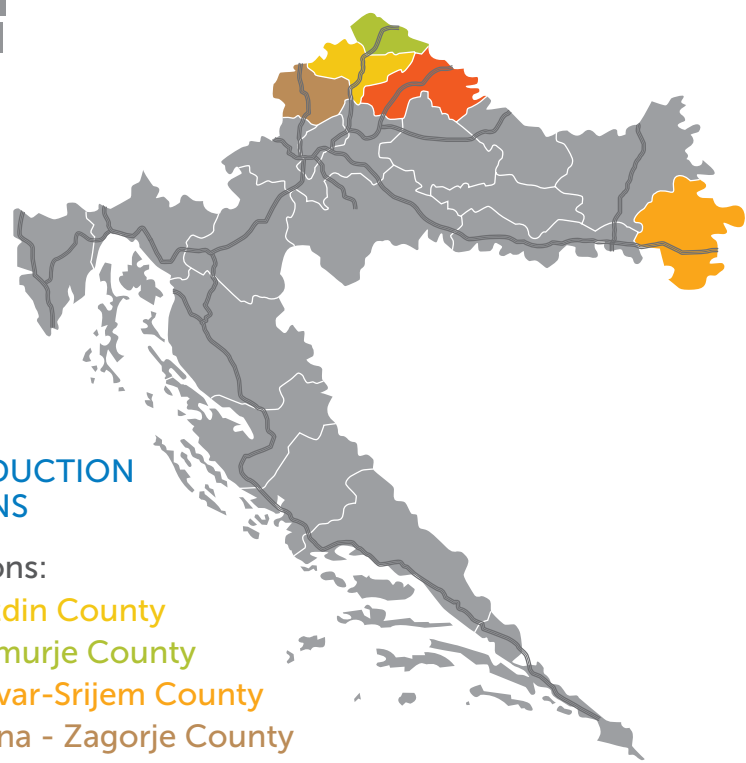 DUCTION
NS
ons:
din County
murje County
var-Srijem County
na - Zagorje County